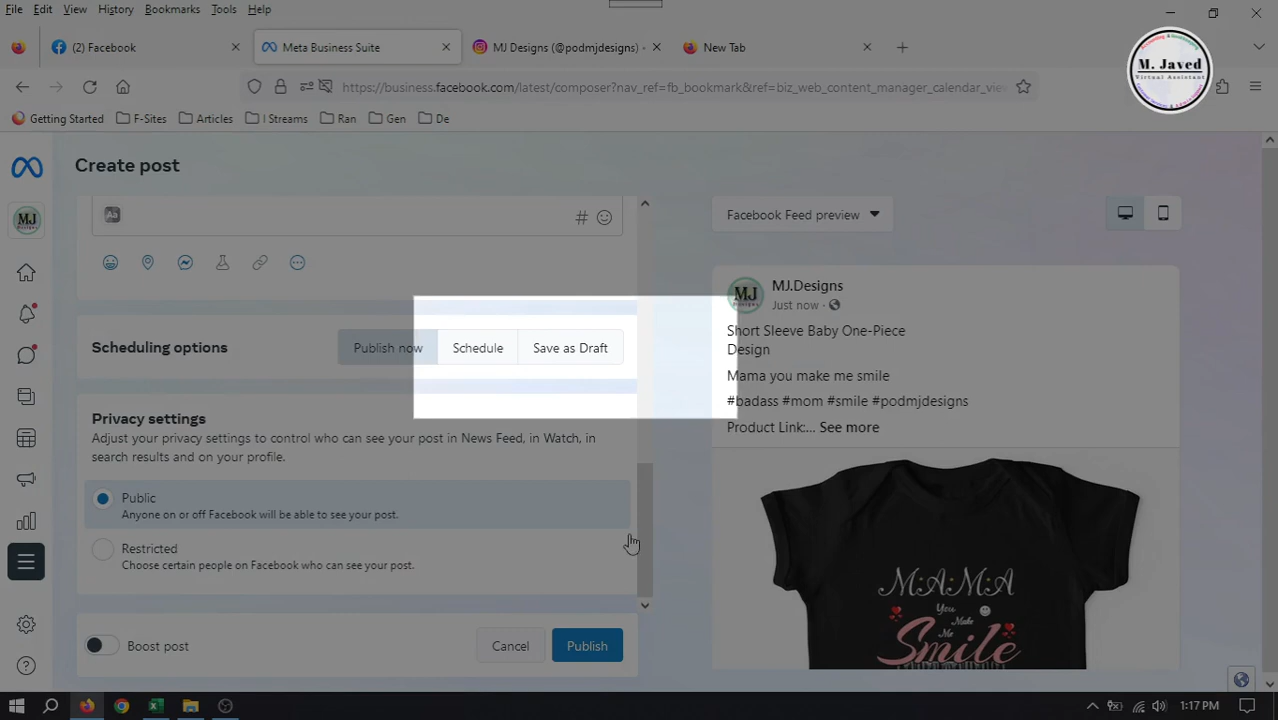 File Edit View History Bookmarks Tools Help
(2) Facebook
Meta Business Suite
MJ Designs (@podmjdesigns) •
New Tab
https://business.facebook.com/latest/composer?nav_ref=fb_bookmark&ref=biz_web_content_manager_calendar_vie
Getting Started
F-Sites
Articles
I Streams
Ran
Gen
De
M. Javed
Virtual Assistant
Create post
MJ
Facebook Feed preview
MJ
MJ.Designs
Just now
Short Sleeve Baby One-Piece
Design
Mama you make me smile
#badass #mom #smile #podmjdesigns
Product Link:... See more
Scheduling options
Publish now
Schedule
Save as Draft
Privacy settings
Adjust your privacy settings to control who can see your post in News Feed, in Watch, in
search results and on your profile.
Public
Anyone on or off Facebook will be able to see your post.
Restricted
Choose certain people on Facebook who can see your post.
MAMA
You
Make
Me
Smile
Boost post
Cancel
Publish
1:17 PM